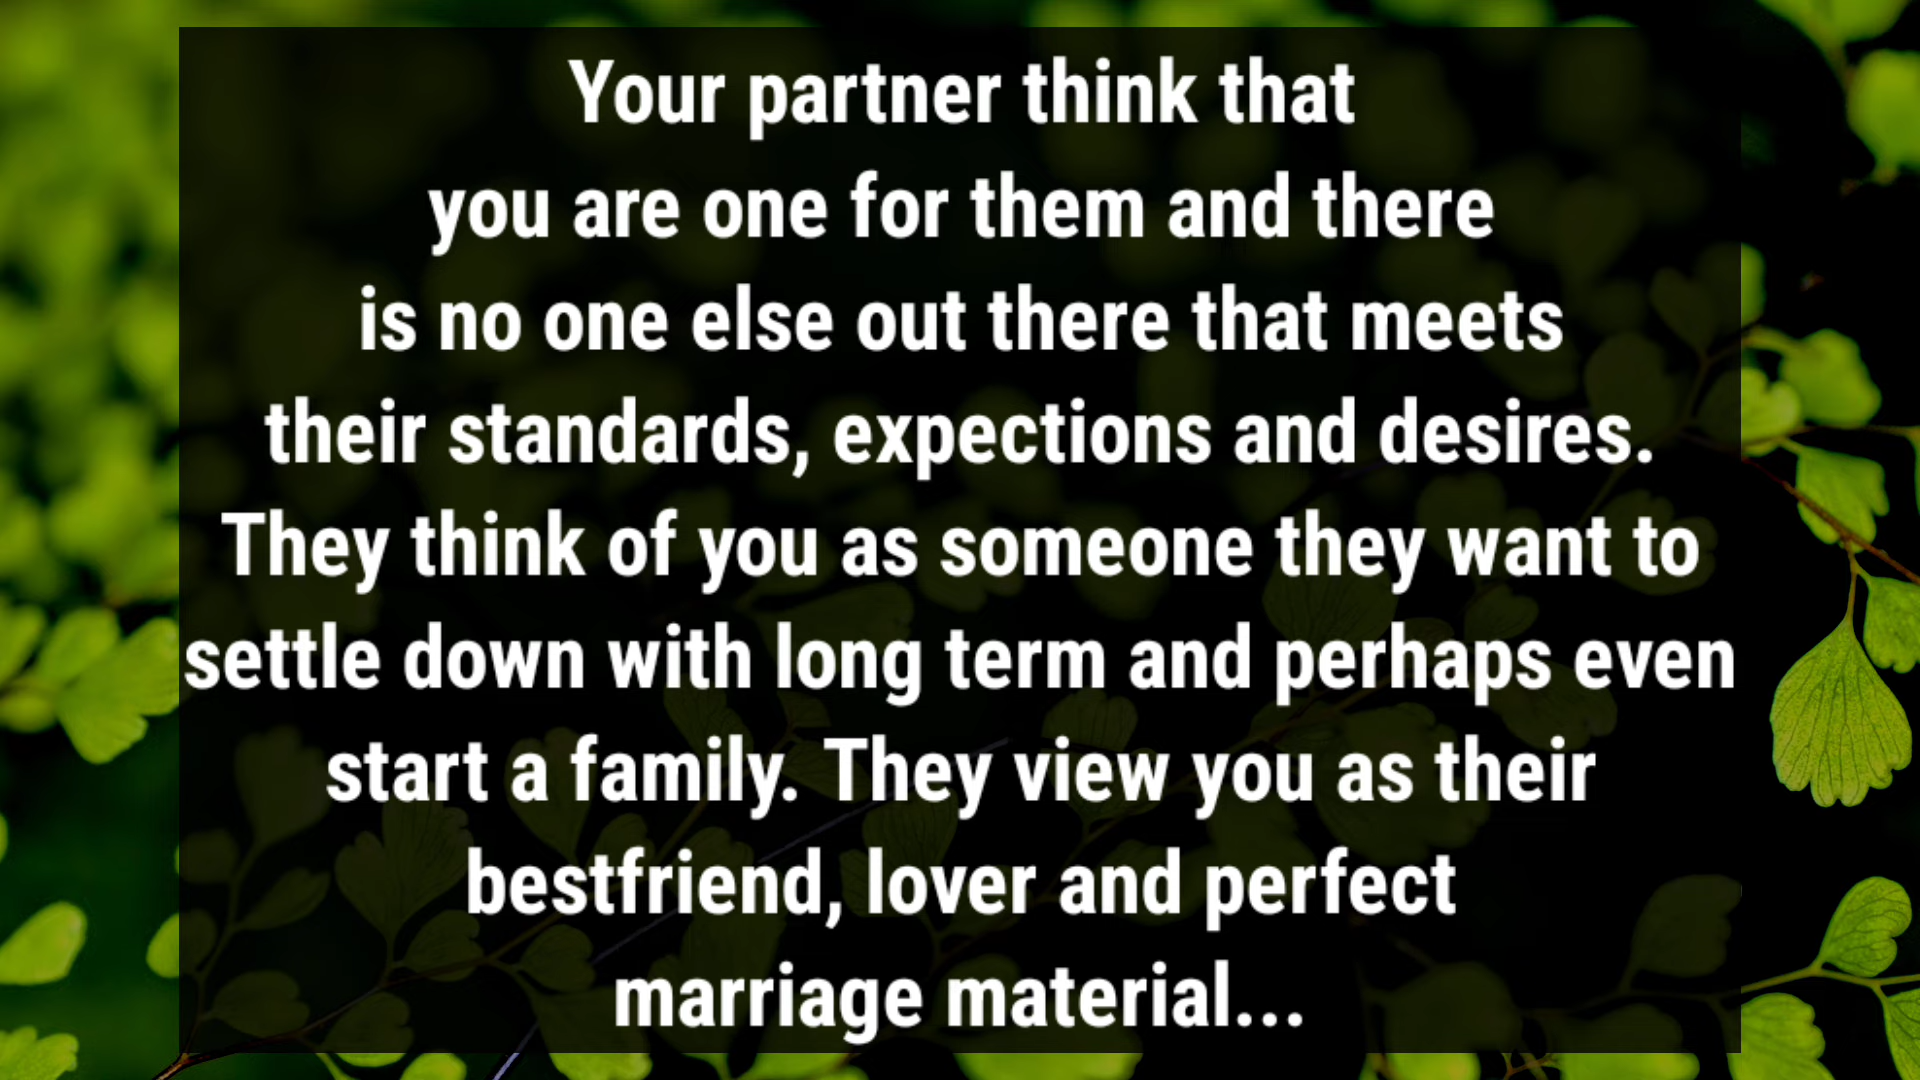 Your partner think that
you are one for them and there
is no one else out there that meets
their standards, expections and desires.
They think of you as someone they want to
settle down with long term and perhaps even
start a family. They view you as their
bestfriend, lover and perfect
marriage material...